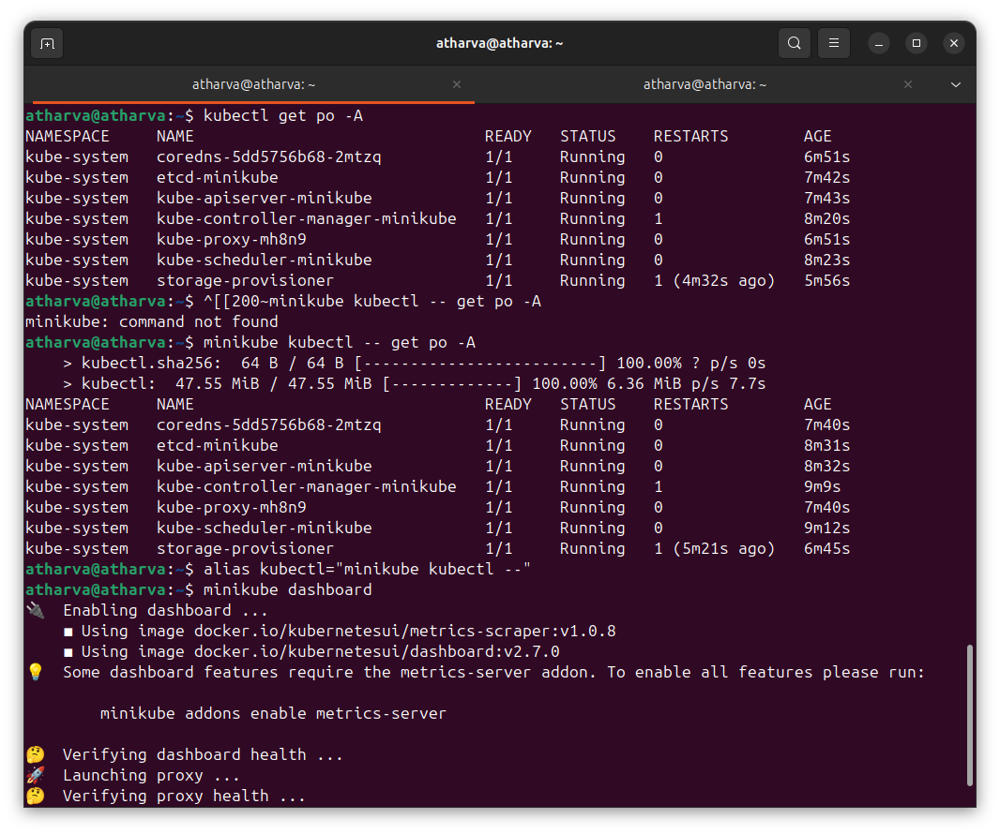 atharva@atharva: ~
atharva@atharva: ~ atharva@atharva: ~
atharva@atharva:~$ kubectl get po -A
NAMESPACE     NAME                               READY   STATUS    RESTARTS        AGE
kube-system   coredns-5dd5756b68-2mtzq           1/1     Running   0               6m51s
kube-system   etcd-minikube                      1/1     Running   0               7m42s
kube-system   kube-apiserver-minikube            1/1     Running   0               7m43s
kube-system   kube-controller-manager-minikube   1/1     Running   1               8m20s
kube-system   kube-proxy-mh8n9                   1/1     Running   0               6m51s
kube-system   kube-scheduler-minikube            1/1     Running   0               8m23s
kube-system   storage-provisioner                1/1     Running   1 (4m32s ago)   5m56s
atharva@atharva:~$ ^[[200~minikube kubectl -- get po -A
minikube: command not found
atharva@atharva:~$ minikube kubectl -- get po -A
    > kubectl.sha256:  64 B / 64 B [-------------------------] 100.00% ? p/s 0s
    > kubectl:  47.55 MiB / 47.55 MiB [-------------] 100.00% 6.36 MiB p/s 7.7s
NAMESPACE     NAME                               READY   STATUS    RESTARTS        AGE
kube-system   coredns-5dd5756b68-2mtzq           1/1     Running   0               7m40s
kube-system   etcd-minikube                      1/1     Running   0               8m31s
kube-system   kube-apiserver-minikube            1/1     Running   0               8m32s
kube-system   kube-controller-manager-minikube   1/1     Running   1               9m9s
kube-system   kube-proxy-mh8n9                   1/1     Running   0               7m40s
kube-system   kube-scheduler-minikube            1/1     Running   0               9m12s
kube-system   storage-provisioner                1/1     Running   1 (5m21s ago)   6m45s
atharva@atharva:~$ alias kubectl="minikube kubectl --"
atharva@atharva:~$ minikube dashboard
🔌  Enabling dashboard ...
    ▪ Using image docker.io/kubernetesui/metrics-scraper:v1.0.8
    ▪ Using image docker.io/kubernetesui/dashboard:v2.7.0
💡  Some dashboard features require the metrics-server addon. To enable all features please run:
        minikube addons enable metrics-server
🤔  Verifying dashboard health ...
🚀  Launching proxy ...
🤔  Verifying proxy health ...